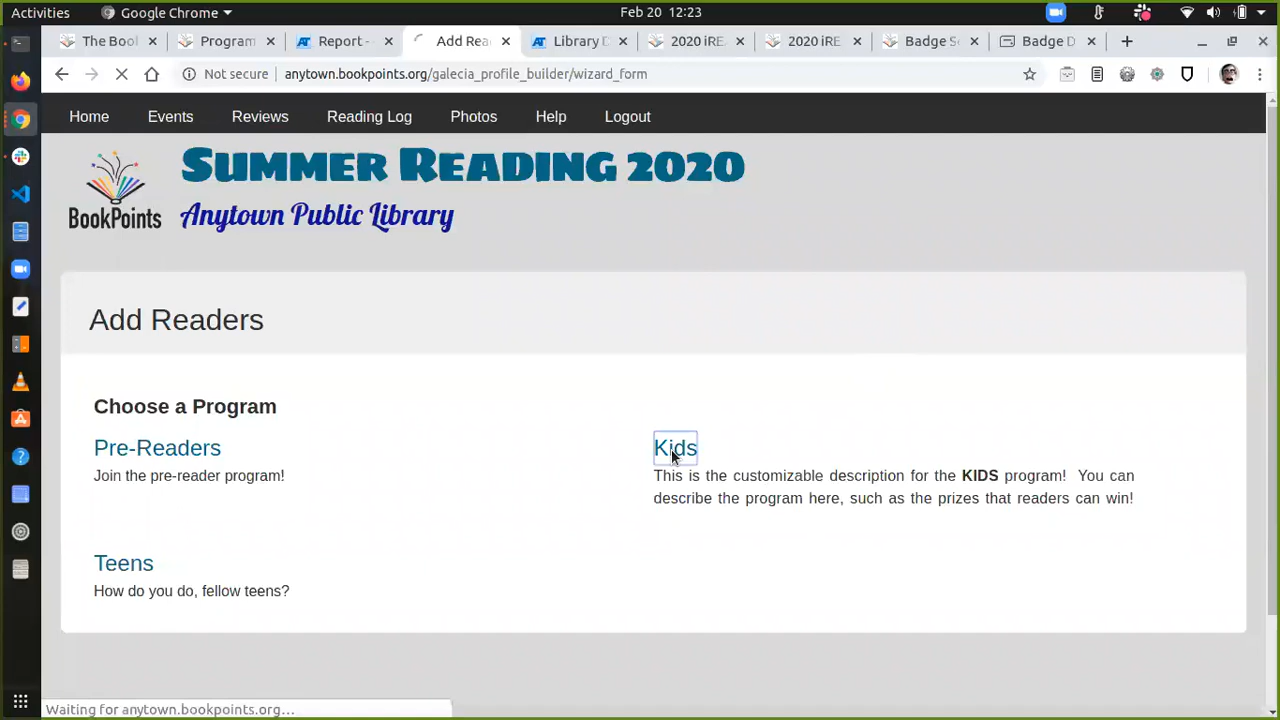 Activities
Google Chrome
Feb 20 12:23
The Bool
Program
Report -
Add Rea
Library D
2020 iRE
2020 iRE
Badge S
Badge D
Not secure
anytown.bookpoints.org/galecia_profile_builder/wizard_form
Home Events Reviews Reading Log Photos Help Logout
BookPoints
Summer Reading 2020
Anytown Public Library
Add Readers
Choose a Program
Pre-Readers
Join the pre-reader program!
Kids
This is the customizable description for the KIDS program! You can
describe the program here, such as the prizes that readers can win!
Teens
How do you do, fellow teens?
Waiting for anytown.bookpoints.org...